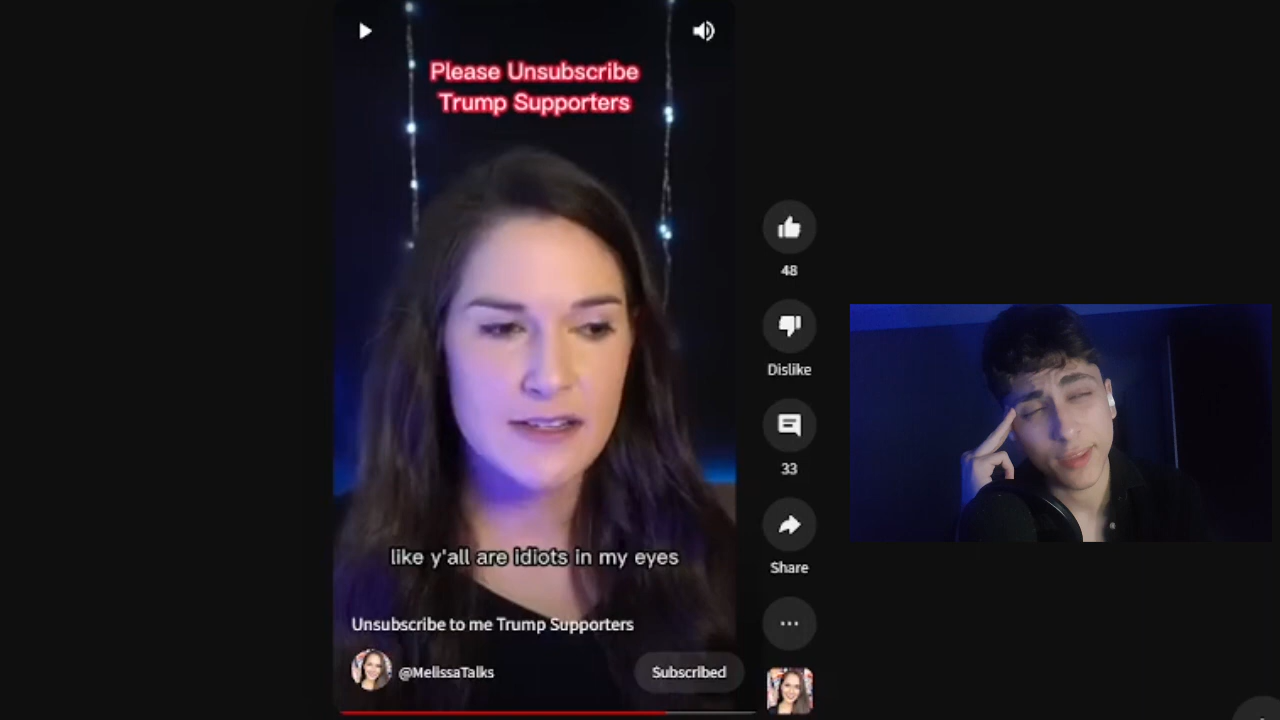 Please Unsubscribe
Trump Supporters
48
Dislike
33
like y'all are idiots in my eyes
Share
Unsubscribe to me Trump Supporters
@MelissaTalks
Subscribed